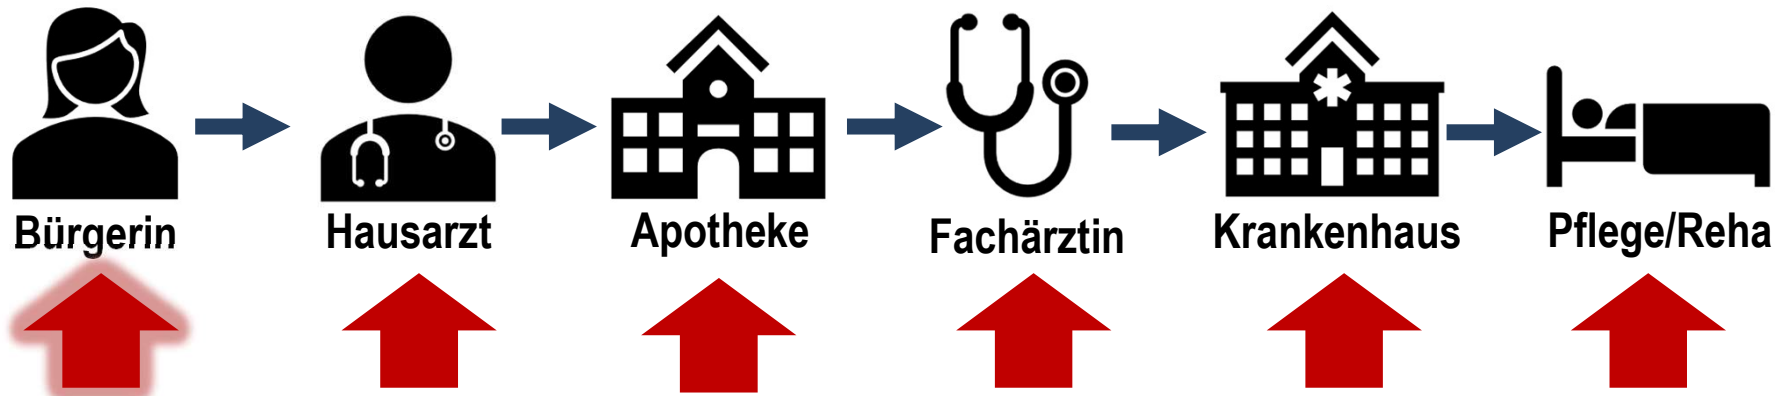 Bürgerin
Hausarzt
Apotheke
Fachärztin
Krankenhaus
Pflege/Reha